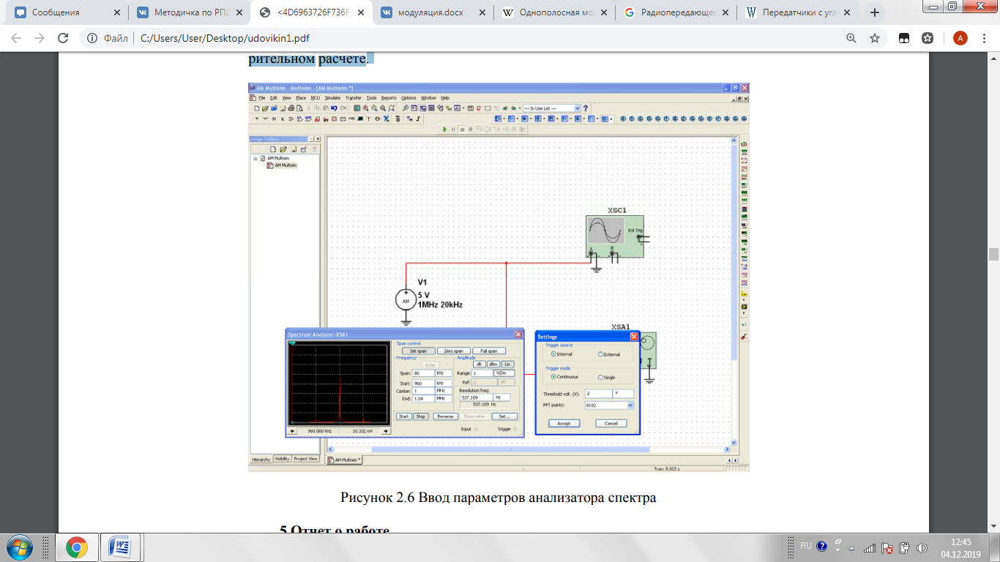 Сообщения
Методичка по РПД
<4D6963726F736F
модуляция.docx
Однополосная мо
Радиопередающе
Передатчики с угл
Файл C:/Users/User/Desktop/udovikin1.pdf
рительном расчете.
AM Multisim - Multisim - [AM Multisim *]
File Edit View Place MCU Simulate Transfer Tools Reports Options Window Help
--- In Use List ---
Design Toolbox
AM Multisim
AM Multisim
XSC1
Ext Trig
A B
V1
5 V
1MHz 20kHz
AM
XSA1
T
Spectrum Analyzer-XSA1
Span control
Set span Zero span Full span
Frequency
Enter
Span: 80 kHz
Start: 960 kHz
Center: 1 MHz
End: 1.04 MHz
Amplitude
dB dBm Lin
Range: 1 V/Div
Ref: 0 dB
Resolution freq:
537.109 Hz
537.109 Hz
Start Stop Reverse Show refer.. Set...
960.000 kHz 10.332 mV
Input Trigger
Settings
Trigger source
Internal External
Trigger mode
Continuous Single
Threshold volt. (V): 2 V
FFT points: 8192
Accept Cancel
Hierarchy Visibility Project View
AM Multisim *
Tran: 0.012 s
Рисунок 2.6 Ввод параметров анализатора спектра
5 Отчет о работе
RU
12:45
04.12.2019